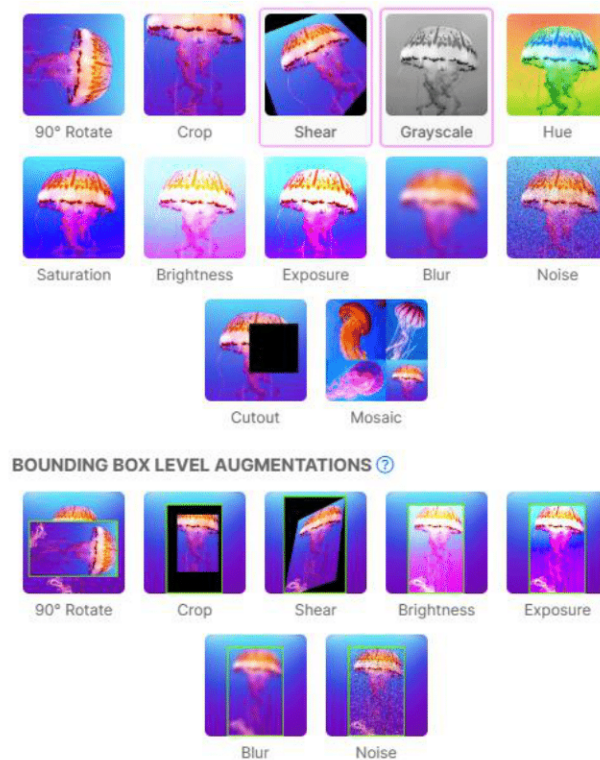 90° Rotate Crop Shear Grayscale Hue
Saturation Brightness Exposure Blur Noise
Cutout Mosaic
BOUNDING BOX LEVEL AUGMENTATIONS ?
90° Rotate Crop Shear Brightness Exposure
Blur Noise